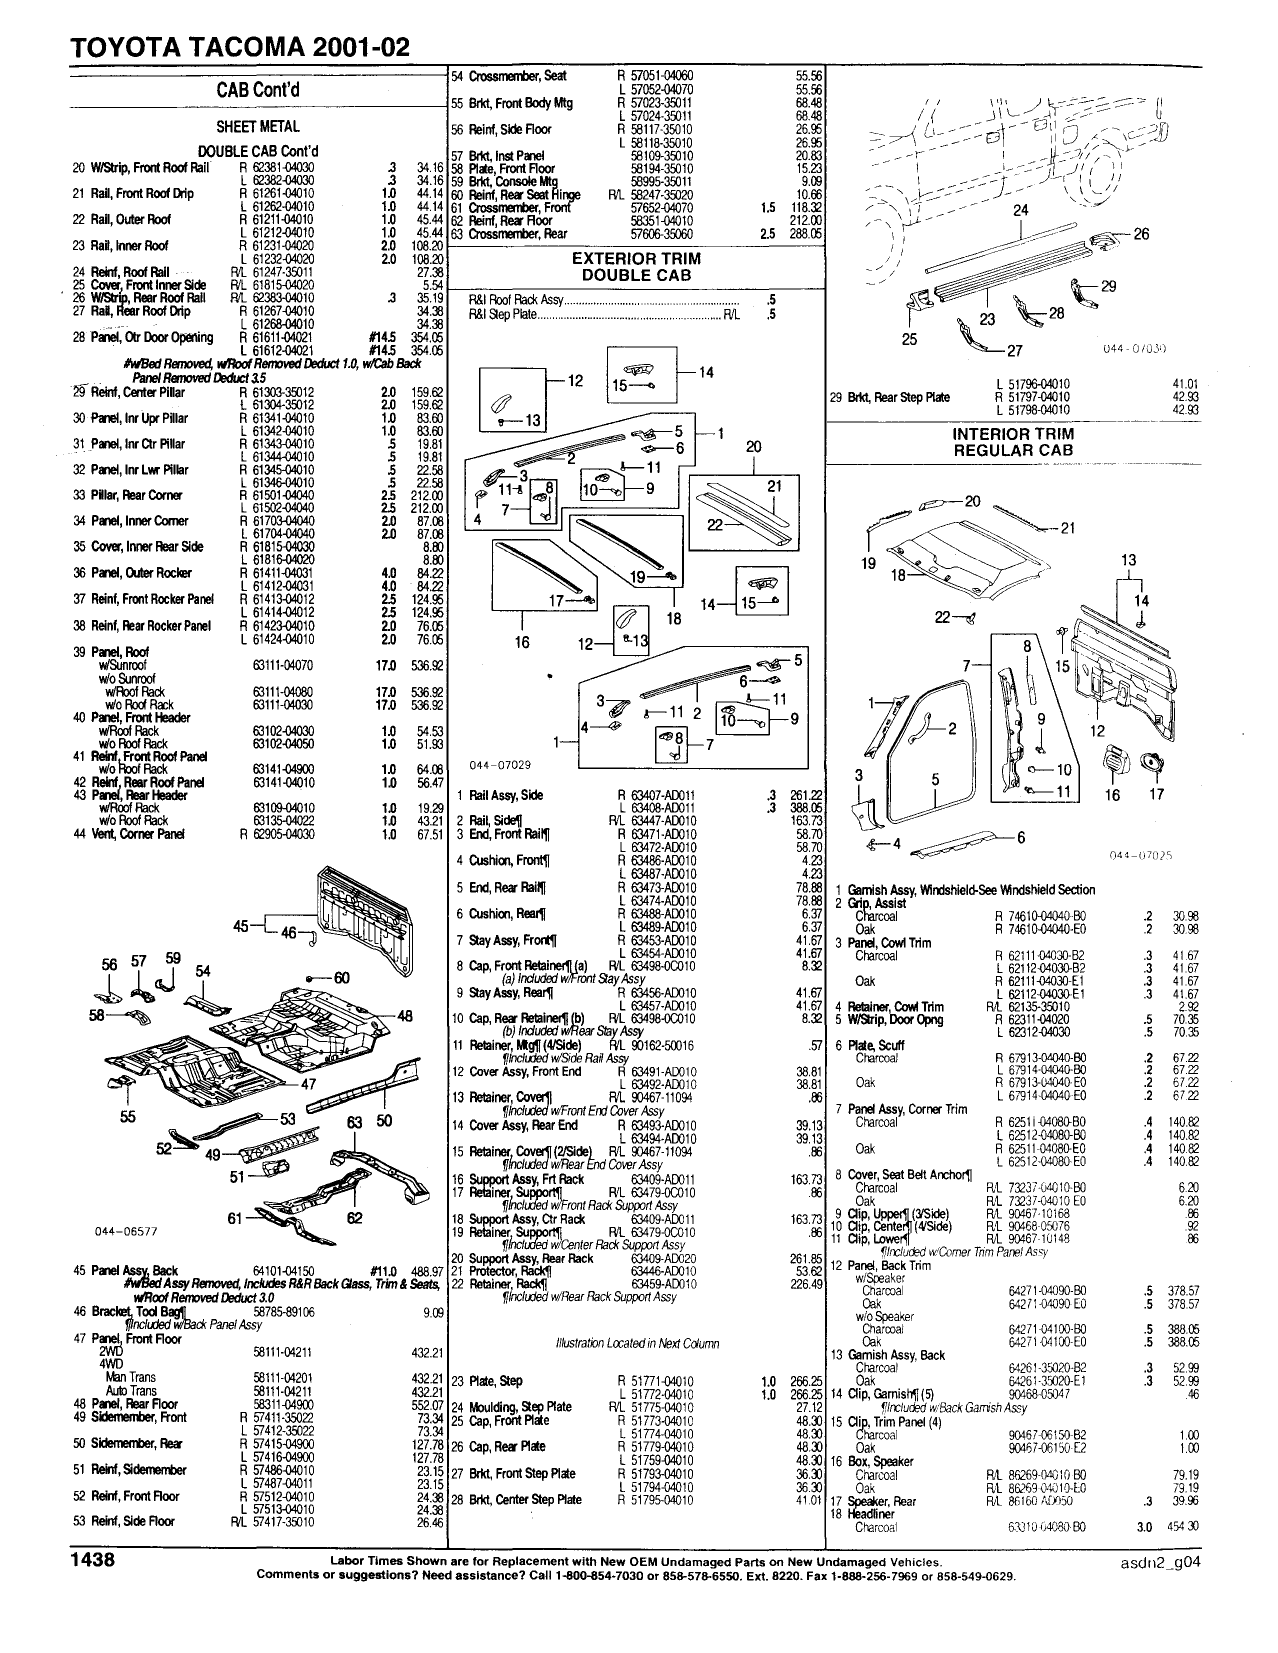 TOYOTA TACOMA 2001-02
CAB Cont'd
SHEET METAL
DOUBLE CAB Cont'd
20 W/Strip, Front Roof Rail R 62381-04030 .3 34.16
L 62382-04030 .3 34.16
21 Rail, Front Roof Drip R 61261-04010 1.0 44.14
L 61262-04010 1.0 44.14
22 Rail, Outer Roof R 61211-04010 1.0 45.44
L 61212-04010 1.0 45.44
23 Rail, Inner Roof R 61231-04020 2.0 108.20
L 61232-04020 2.0 108.20
24 Reinf, Roof Rail R/L 61247-35011 27.38
25 Cover, Front Inner Side R/L 61815-04020 5.54
26 W/Strip, Rear Roof Rail R/L 62383-04010 .3 35.19
27 Rail, Rear Roof Drip R 61267-04010 34.38
L 61268-04010 34.38
28 Panel, Otr Door Opening R 61611-04021 #14.5 354.05
L 61612-04021 #14.5 354.05
#w/Bed Removed, w/Roof Removed Deduct 1.0, w/Cab Back
Panel Removed Deduct 3.5
29 Reinf, Center Pillar R 61303-35012 2.0 159.62
L 61304-35012 2.0 159.62
30 Panel, Inr Upr Pillar R 61341-04010 1.0 83.60
L 61342-04010 1.0 83.60
31 Panel, Inr Ctr Pillar R 61343-04010 .5 19.81
L 61344-04010 .5 19.81
32 Panel, Inr Lwr Pillar R 61345-04010 .5 22.58
L 61346-04010 .5 22.58
33 Pillar, Rear Corner R 61501-04040 2.5 212.00
L 61502-04040 2.5 212.00
34 Panel, Inner Corner R 61703-04040 2.0 87.08
L 61704-04040 2.0 87.08
35 Cover, Inner Rear Side R 61815-04030 8.80
L 61816-04020 8.80
36 Panel, Outer Rocker R 61411-04031 4.0 84.22
L 61412-04031 4.0 84.22
37 Reinf, Front Rocker Panel R 61413-04012 2.5 124.95
L 61414-04012 2.5 124.95
38 Reinf, Rear Rocker Panel R 61423-04010 2.0 76.05
L 61424-04010 2.0 76.05
39 Panel, Roof
w/Sunroof 63111-04070 17.0 536.92
w/o Sunroof
w/Roof Rack 63111-04080 17.0 536.92
w/o Roof Rack 63111-04030 17.0 536.92
40 Panel, Front Header
w/Roof Rack 63102-04030 1.0 54.53
w/o Roof Rack 63102-04050 1.0 51.93
41 Reinf, Front Roof Panel
w/o Roof Rack 63141-04900 1.0 64.08
42 Reinf, Rear Roof Panel 63141-04010 1.0 56.47
43 Panel, Rear Header
w/Roof Rack 63109-04010 1.0 19.29
w/o Roof Rack 63135-04022 1.0 43.21
44 Vent, Corner Panel R 62905-04030 1.0 67.51
45
46
56 57 59
54
60
58
48
47
55
53
50
52
49
63
51
61
62
044-06577
45 Panel Assy, Back 64101-04150 #11.0 488.97
#w/Bed Assy Removed, Includes R&R Back Glass, Trim & Seats,
w/Roof Removed Deduct 3.0
46 Bracket, Tool Bag¶ 58785-89106 9.09
¶Included w/Back Panel Assy
47 Panel, Front Floor
2WD 58111-04211 432.21
4WD
Man Trans 58111-04201 432.21
Auto Trans 58111-04211 432.21
48 Panel, Rear Floor 58311-04900 552.07
49 Sidemember, Front R 57411-35022 73.34
L 57412-35022 73.34
50 Sidemember, Rear R 57415-04900 127.78
L 57416-04900 127.78
51 Reinf, Sidemember R 57486-04010 23.15
L 57487-04011 23.15
52 Reinf, Front Floor R 57512-04010 24.38
L 57513-04010 24.38
53 Reinf, Side Floor R/L 57417-35010 26.46
54 Crossmember, Seat R 57051-04060 55.56
L 57052-04070 55.56
55 Brkt, Front Body Mtg R 57023-35011 68.48
L 57024-35011 68.48
56 Reinf, Side Floor R 58117-35010 26.95
L 58118-35010 26.95
57 Brkt, Inst Panel 58109-35010 20.83
58 Plate, Front Floor 58194-35010 15.23
59 Brkt, Console Mtg 58995-35011 9.09
60 Reinf, Rear Seat Hinge R/L 58247-35020 10.66
61 Crossmember, Front 57652-04070 1.5 118.32
62 Reinf, Rear Floor 58351-04010 212.00
63 Crossmember, Rear 57606-35060 2.5 288.05
EXTERIOR TRIM
DOUBLE CAB
R&I Roof Rack Assy .5
R&I Step Plate R/L .5
12
14
15
13
5
1
6
2
20
3
11
11
8
10
9
21
4
7
22
19
17
18
14 15
16
12 13
5
6
3
11
11 2
10
9
4
1
8
7
044-07029
1 Rail Assy, Side R 63407-AD011 .3 261.22
L 63408-AD011 .3 388.05
2 Rail, Side¶ R/L 63447-AD010 163.73
3 End, Front Rail¶ R 63471-AD010 58.70
L 63472-AD010 58.70
4 Cushion, Front¶ R 63486-AD010 4.23
L 63487-AD010 4.23
5 End, Rear Rail¶ R 63473-AD010 78.88
L 63474-AD010 78.88
6 Cushion, Rear¶ R 63488-AD010 6.37
L 63489-AD010 6.37
7 Stay Assy, Front¶ R 63453-AD010 41.67
L 63454-AD010 41.67
8 Cap, Front Retainer¶ (a) R/L 63498-0C010 8.32
(a) Included w/Front Stay Assy
9 Stay Assy, Rear¶ R 63456-AD010 41.67
L 63457-AD010 41.67
10 Cap, Rear Retainer¶ (b) R/L 63498-0C010 8.32
(b) Included w/Rear Stay Assy
11 Retainer, Mtg¶ (4/Side) R/L 90162-50016 .57
¶Included w/Side Rail Assy
12 Cover Assy, Front End R 63491-AD010 38.81
L 63492-AD010 38.81
13 Retainer, Cover¶ R/L 90467-11094 .86
¶Included w/Front End Cover Assy
14 Cover Assy, Rear End R 63493-AD010 39.13
L 63494-AD010 39.13
15 Retainer, Cover¶ (2/Side) R/L 90467-11094 .86
¶Included w/Rear End Cover Assy
16 Support Assy, Frt Rack 63409-AD011 163.73
17 Retainer, Support¶ R/L 63479-0C010 .86
¶Included w/Front Rack Support Assy
18 Support Assy, Ctr Rack 63409-AD011 163.73
19 Retainer, Support¶ R/L 63479-0C010 .86
¶Included w/Center Rack Support Assy
20 Support Assy, Rear Rack 63409-AD020 261.85
21 Protector, Rack¶ 63446-AD010 53.62
22 Retainer, Rack¶ 63459-AD010 226.49
¶Included w/Rear Rack Support Assy
Illustration Located in Next Column
23 Plate, Step R 51771-04010 1.0 266.25
L 51772-04010 1.0 266.25
24 Moulding, Step Plate R/L 51775-04010 27.12
25 Cap, Front Plate R 51773-04010 48.30
L 51774-04010 48.30
26 Cap, Rear Plate R 51779-04010 48.30
L 51759-04010 48.30
27 Brkt, Front Step Plate R 51793-04010 36.30
L 51794-04010 36.30
28 Brkt, Center Step Plate R 51795-04010 41.01
24
26
29
23
28
25
27
044-07030
L 51796-04010 41.01
29 Brkt, Rear Step Plate R 51797-04010 42.93
L 51798-04010 42.93
INTERIOR TRIM
REGULAR CAB
20
21
19
18
13
14
22
8
7
15
1
2
9
12
3
5
10
11
16 17
6
4
044-07025
1 Garnish Assy, Windshield-See Windshield Section
2 Grip, Assist
Charcoal R 74610-04040-B0 .2 30.98
Oak R 74610-04040-E0 .2 30.98
3 Panel, Cowl Trim
Charcoal R 62111-04030-B2 .3 41.67
L 62112-04030-B2 .3 41.67
Oak R 62111-04030-E1 .3 41.67
L 62112-04030-E1 .3 41.67
4 Retainer, Cowl Trim R/L 62135-35010 2.92
5 W/Strip, Door Opng R 62311-04020 .5 70.35
L 62312-04030 .5 70.35
6 Plate, Scuff
Charcoal R 67913-04040-B0 .2 67.22
L 67914-04040-B0 .2 67.22
Oak R 67913-04040-E0 .2 67.22
L 67914-04040-E0 .2 67.22
7 Panel Assy, Corner Trim
Charcoal R 62511-04080-B0 .4 140.82
L 62512-04080-B0 .4 140.82
Oak R 62511-04080-E0 .4 140.82
L 62512-04080-E0 .4 140.82
8 Cover, Seat Belt Anchor¶
Charcoal R/L 73237-04010-B0 6.20
Oak R/L 73237-04010-E0 6.20
9 Clip, Upper¶ (3/Side) R/L 90467-10168 .86
10 Clip, Center¶ (4/Side) R/L 90468-05076 .92
11 Clip, Lower¶ R/L 90467-10148 .86
¶Included w/Corner Trim Panel Assy
12 Panel, Back Trim
w/Speaker
Charcoal 64271-04090-B0 .5 378.57
Oak 64271-04090-E0 .5 378.57
w/o Speaker
Charcoal 64271-04100-B0 .5 388.05
Oak 64271-04100-E0 .5 388.05
13 Garnish Assy, Back
Charcoal 64261-35020-B2 .3 52.99
Oak 64261-35020-E1 .3 52.99
14 Clip, Garnish¶ (5) 90468-05047 .46
¶Included w/Back Garnish Assy
15 Clip, Trim Panel (4)
Charcoal 90467-06150-B2 1.00
Oak 90467-06150-E2 1.00
16 Box, Speaker
Charcoal R/L 86269-04010-B0 79.19
Oak R/L 86269-04010-E0 79.19
17 Speaker, Rear R/L 86160-AD050 .3 39.96
18 Headliner
Charcoal 63310-04080-B0 3.0 454.30
1438
Labor Times Shown are for Replacement with New OEM Undamaged Parts on New Undamaged Vehicles.
Comments or suggestions? Need assistance? Call 1-800-854-7030 or 858-578-6550. Ext. 8220. Fax 1-888-256-7969 or 858-549-0629.
asdn2_g04